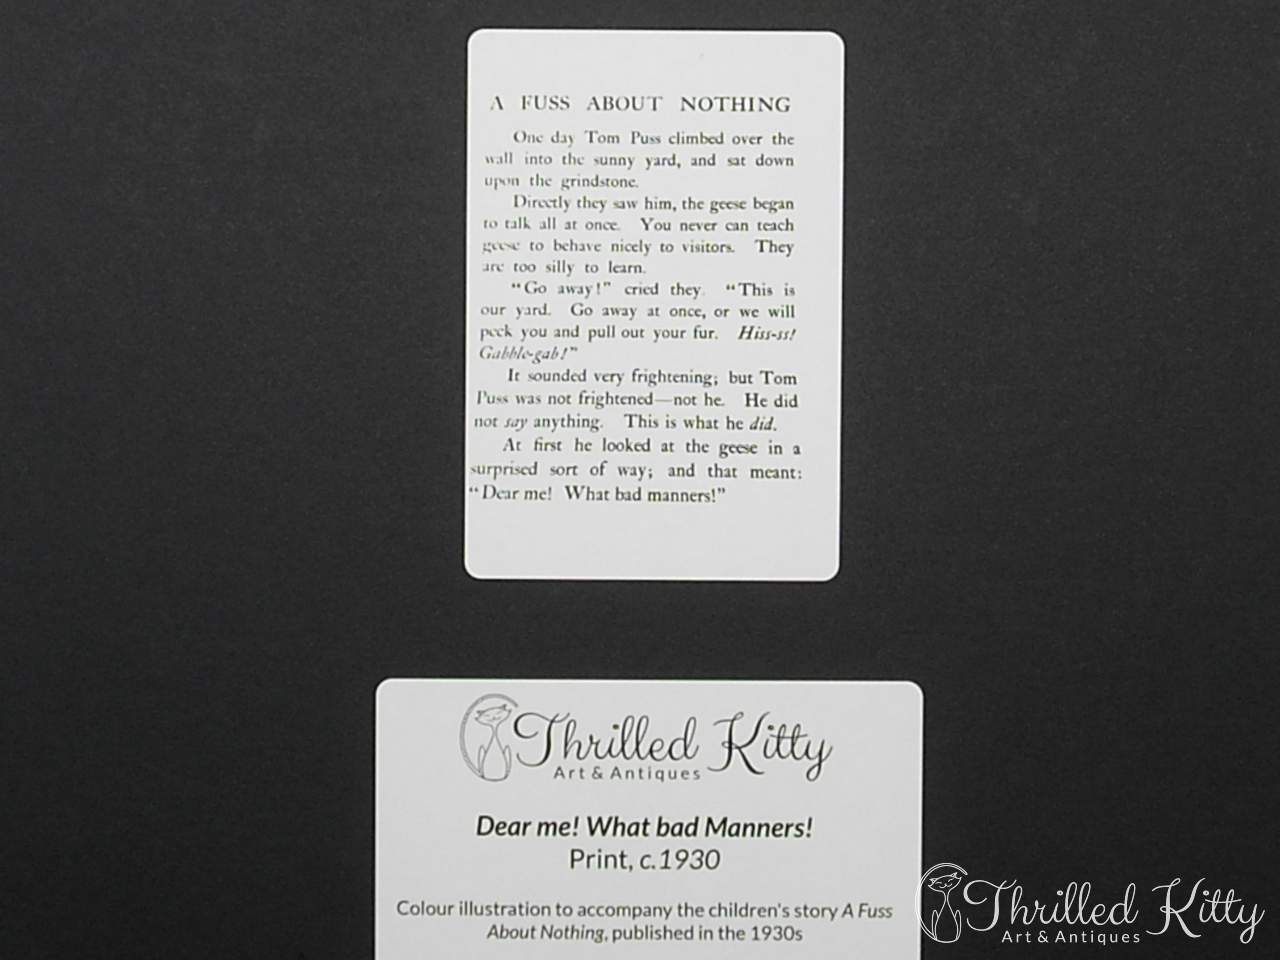 A FUSS ABOUT NOTHING
One day Tom Puss climbed over the
wall into the sunny yard, and sat down
upon the grindstone.
Directly they saw him, the geese began
to talk all at once. You never can teach
geese to behave nicely to visitors. They
are too silly to learn.
“Go away!” cried they. “This is
our yard. Go away at once, or we will
peck you and pull out your fur. Hiss-ss!
Gabble-gab!”
It sounded very frightening; but Tom
Puss was not frightened—not he. He did
not say anything. This is what he did.
At first he looked at the geese in a
surprised sort of way; and that meant:
“Dear me! What bad manners!”
Thrilled Kitty
Art & Antiques
Dear me! What bad Manners!
Print, c.1930
Colour illustration to accompany the children's story A Fuss
About Nothing, published in the 1930s
Thrilled Kitty
Art & Antiques